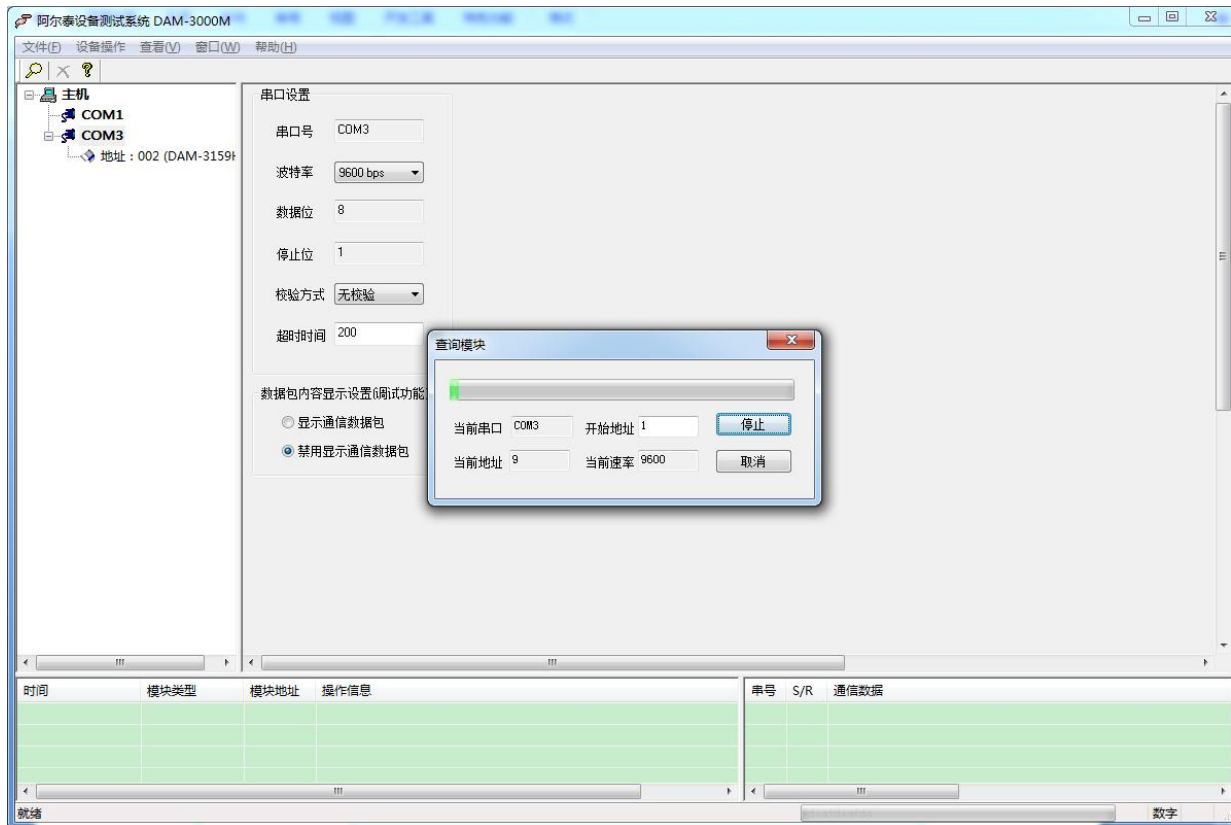 阿尔泰设备测试系统 DAM-3000M
文件(F) 设备操作 查看(V) 窗口(W) 帮助(H)
主机
COM1
COM3
地址：002 (DAM-3159H
串口设置
串口号 COM3
波特率 9600 bps
数据位 8
停止位 1
校验方式 无校验
超时时间 200
数据包内容显示设置(调试功能)
显示通信数据包
禁用显示通信数据包
查询模块
当前串口 COM3 开始地址 1 停止
当前地址 9 当前速率 9600 取消
时间 模块类型 模块地址 操作信息 串号 S/R 通信数据
就绪 数字